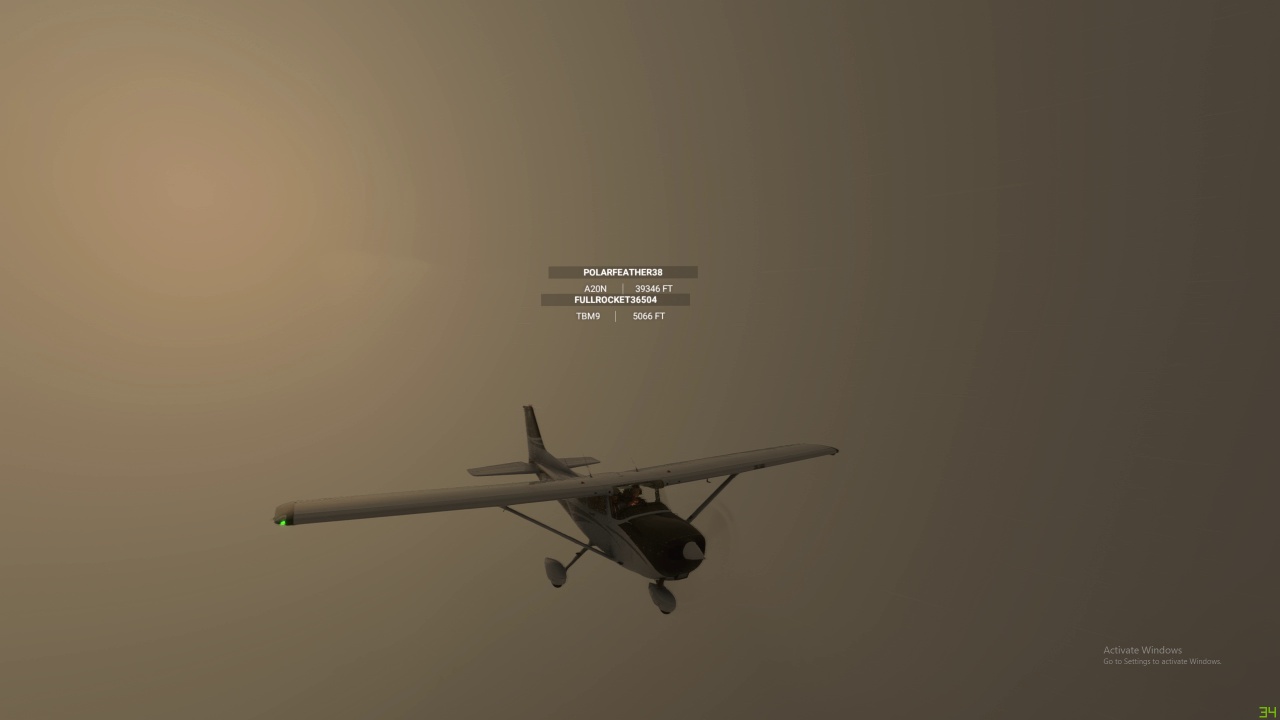 POLARFEATHER38
A20N | 39346 FT
FULLROCKET36504
TBM9 | 5066 FT
Activate Windows
Go to Settings to activate Windows.
34